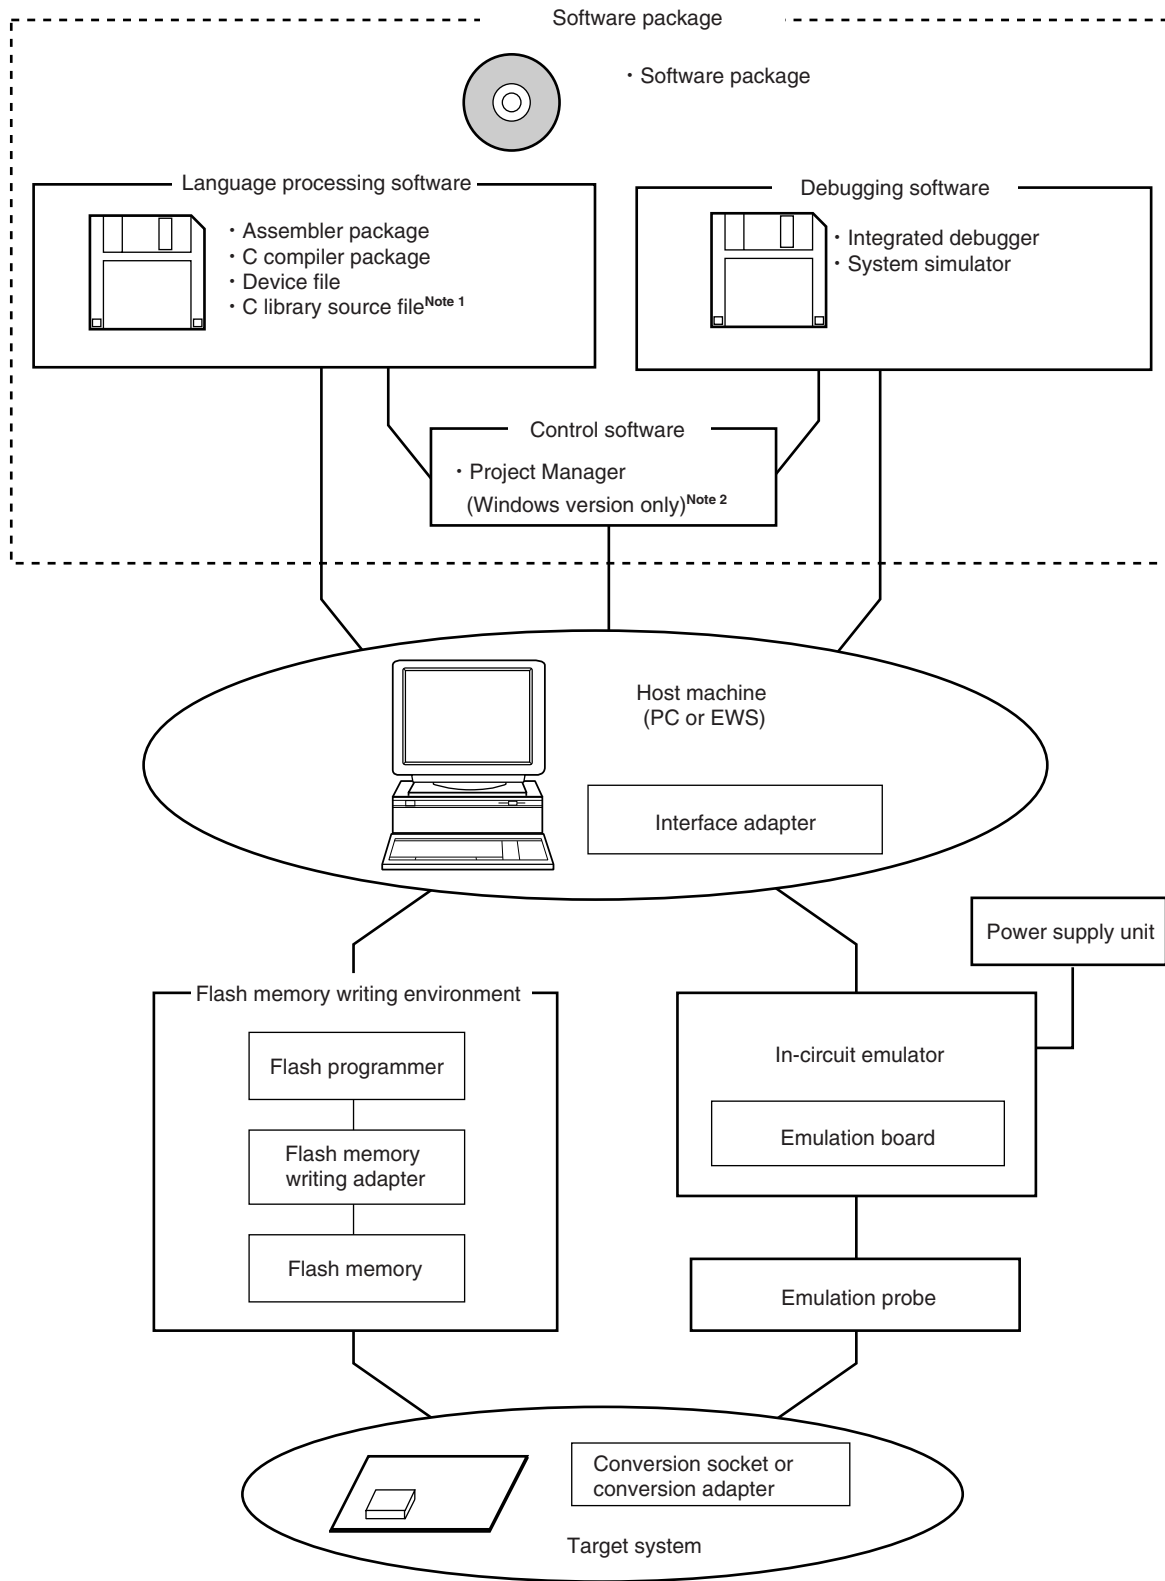 Software package
・Software package
Language processing software
・Assembler package
・C compiler package
・Device file
・C library source fileNote 1
Debugging software
・Integrated debugger
・System simulator
Control software
・Project Manager
(Windows version only)Note 2
Host machine
(PC or EWS)
Interface adapter
Power supply unit
Flash memory writing environment
Flash programmer
Flash memory
writing adapter
Flash memory
In-circuit emulator
Emulation board
Emulation probe
Conversion socket or
conversion adapter
Target system